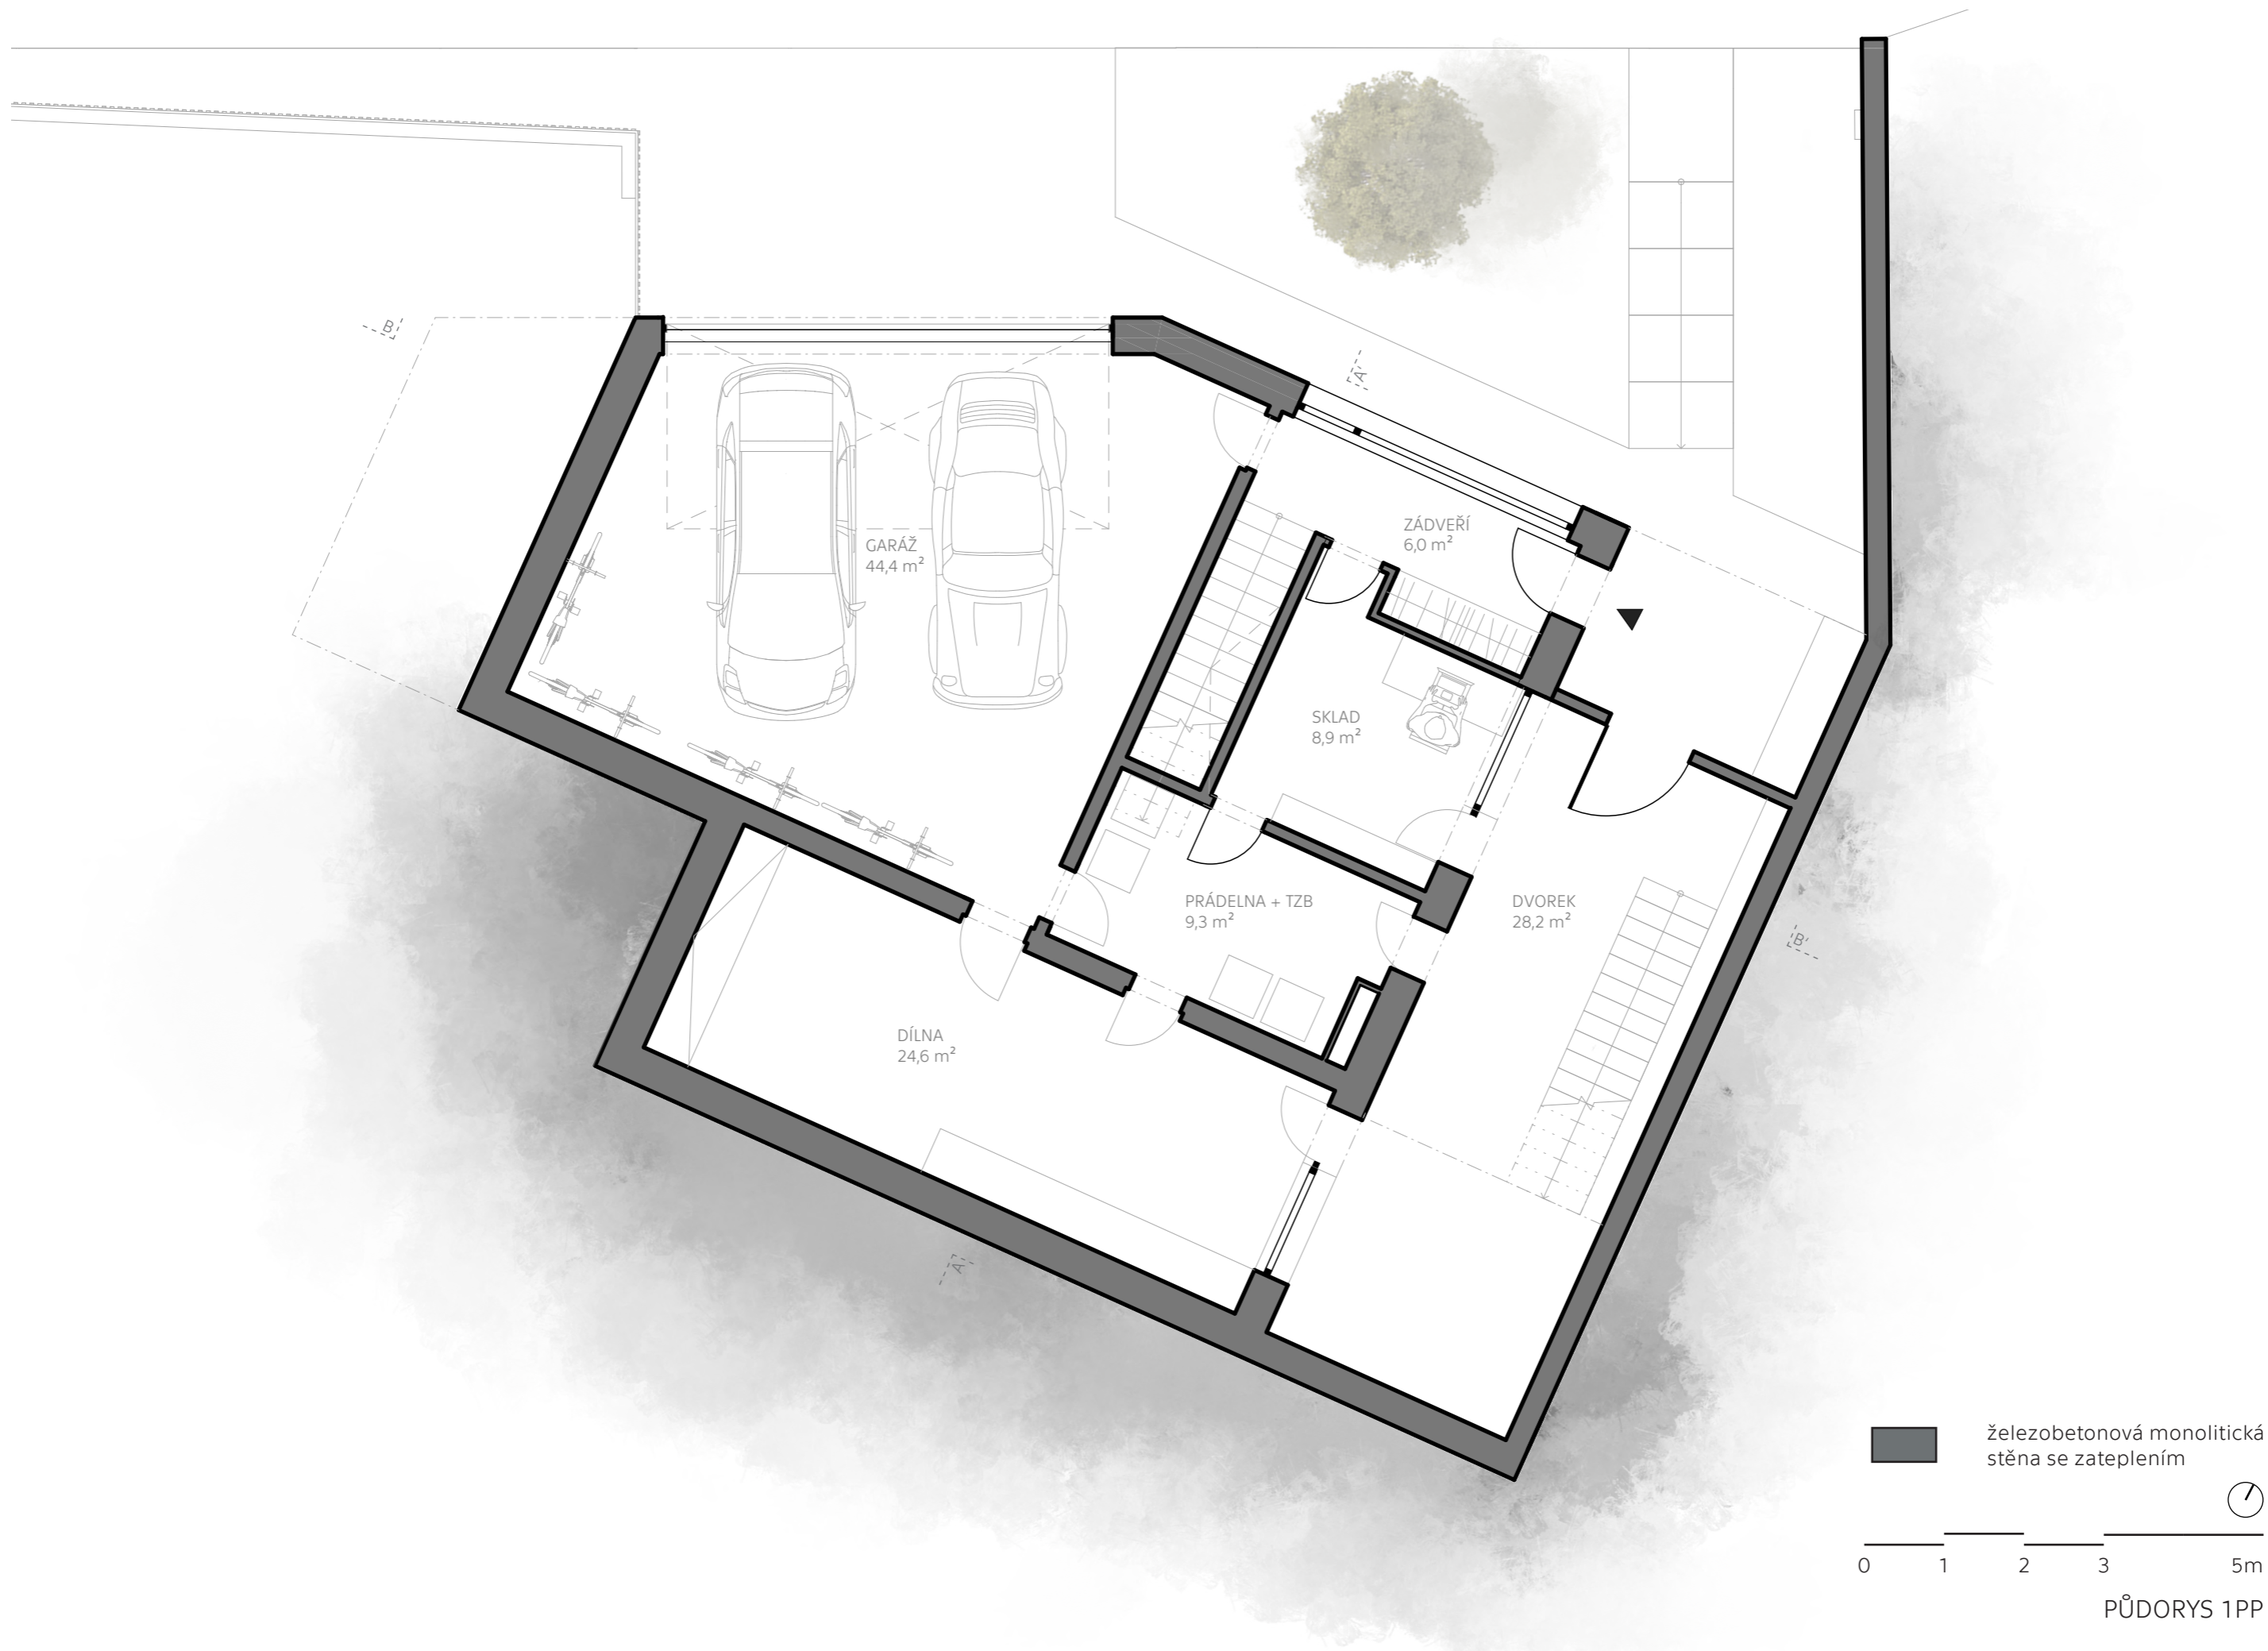 B
A
ZÁDVEŘÍ
6,0 m²
GARÁŽ
44,4 m²
SKLAD
8,9 m²
PRÁDELNA + TZB
9,3 m²
DVOREK
28,2 m²
B'
DÍLNA
24,6 m²
A'
železobetonová monolitická
stěna se zateplením
0 1 2 3 5m
PŮDORYS 1PP